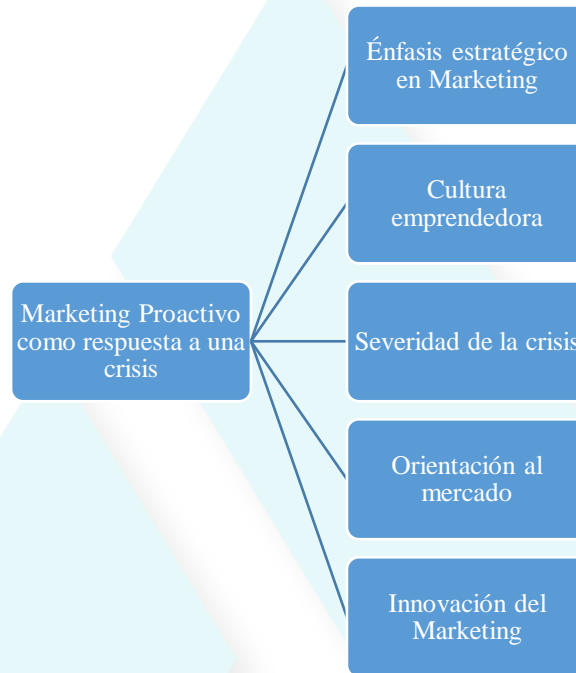 Énfasis estratégico
en Marketing
Cultura
emprendedora
Marketing Proactivo
como respuesta a una
crisis
Severidad de la crisis
Orientación al
mercado
Innovación del
Marketing